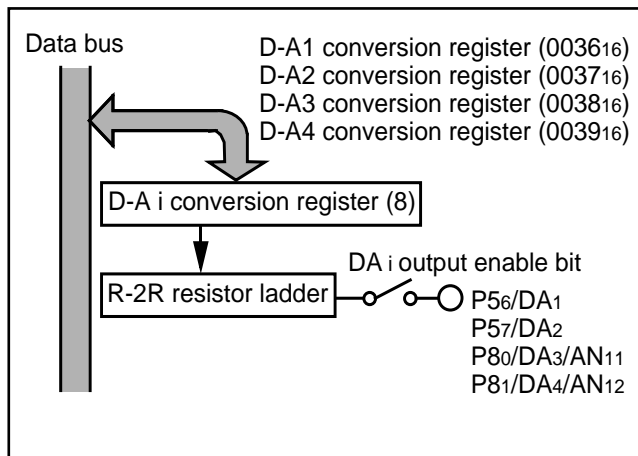 Data bus
D-A1 conversion register (0036₁₆)
D-A2 conversion register (0037₁₆)
D-A3 conversion register (0038₁₆)
D-A4 conversion register (0039₁₆)
D-A i conversion register (8)
R-2R resistor ladder
DA i output enable bit
P5₆/DA₁
P5₇/DA₂
P8₀/DA₃/AN₁₁
P8₁/DA₄/AN₁₂